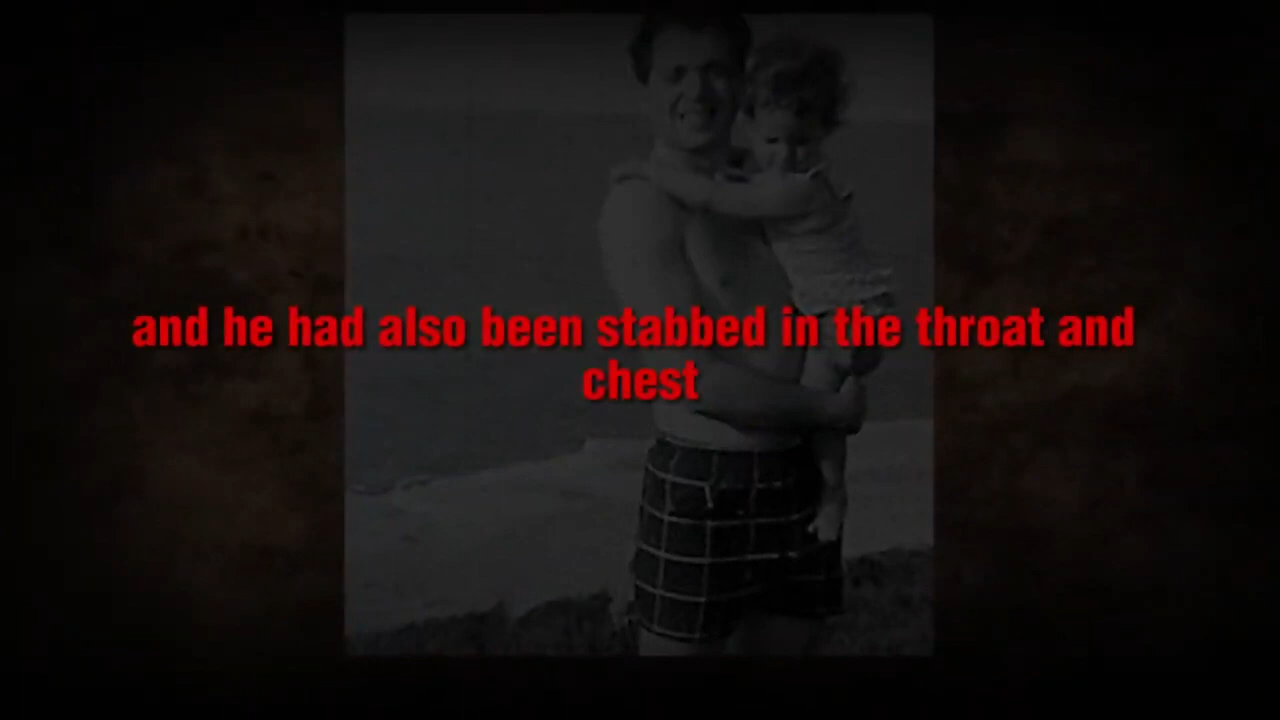 and he had also been stabbed in the throat and
chest